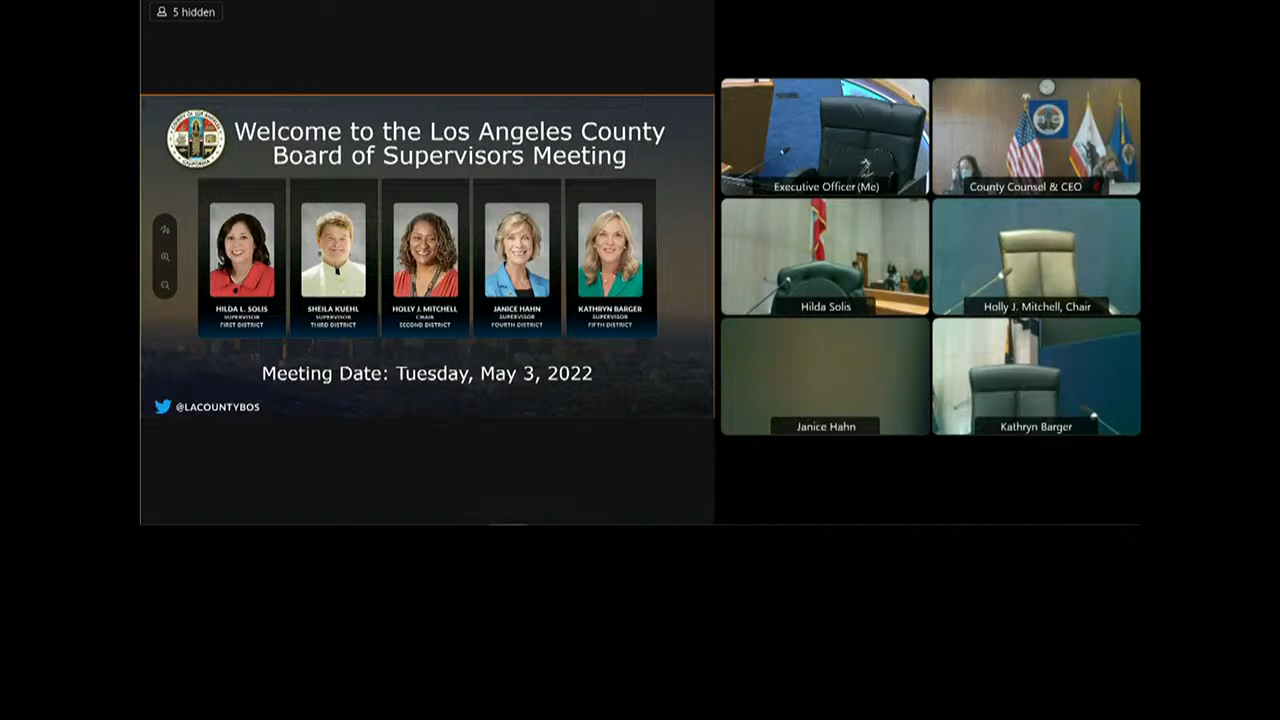 5 hidden
Welcome to the Los Angeles County
Board of Supervisors Meeting
HILDA L. SOLIS
SUPERVISOR
FIRST DISTRICT
SHEILA KUEHL
SUPERVISOR
THIRD DISTRICT
HOLLY J. MITCHELL
CHAIR
SECOND DISTRICT
JANICE HAHN
SUPERVISOR
FOURTH DISTRICT
KATHRYN BARGER
SUPERVISOR
FIFTH DISTRICT
Meeting Date: Tuesday, May 3, 2022
@LACOUNTYBOS
Executive Officer (Me)
County Counsel & CEO
Hilda Solis
Holly J. Mitchell, Chair
Janice Hahn
Kathryn Barger